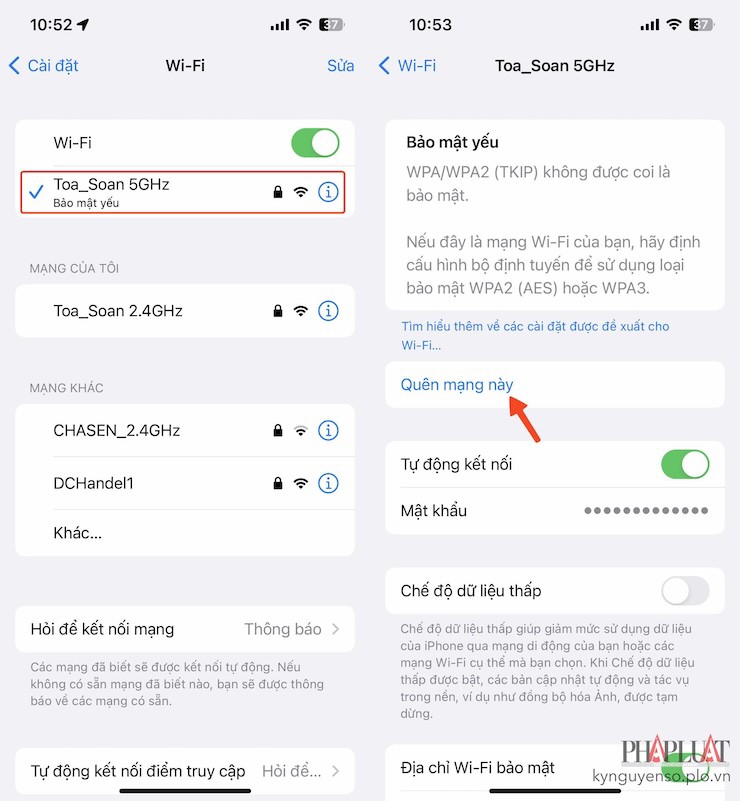 10:52
37
Cài đặt
Wi-Fi
Sửa
Wi-Fi
Toa_Soan 5GHz
Bảo mật yếu
MẠNG CỦA TÔI
Toa_Soan 2.4GHz
MẠNG KHÁC
CHASEN_2.4GHz
DCHandel1
Khác...
Hỏi để kết nối mạng
Thông báo
Các mạng đã biết sẽ được kết nối tự động. Nếu
không có sẵn mạng đã biết nào, bạn sẽ được thông
báo về các mạng có sẵn.
Tự động kết nối điểm truy cập
Hỏi để...
10:53
37
Wi-Fi
Toa_Soan 5GHz
Bảo mật yếu
WPA/WPA2 (TKIP) không được coi là
bảo mật.
Nếu đây là mạng Wi-Fi của bạn, hãy định
cấu hình bộ định tuyến để sử dụng loại
bảo mật WPA2 (AES) hoặc WPA3.
Tìm hiểu thêm về các cài đặt được đề xuất cho
Wi-Fi...
Quên mạng này
Tự động kết nối
Mật khẩu
Chế độ dữ liệu thấp
Chế độ dữ liệu thấp giúp giảm mức sử dụng dữ liệu
của iPhone qua mạng di động của bạn hoặc các
mạng Wi-Fi cụ thể mà bạn chọn. Khi Chế độ dữ liệu
thấp được bật, các bản cập nhật tự động và tác vụ
trong nền, ví dụ như đồng bộ hóa Ảnh, được tạm
dừng.
Địa chỉ Wi-Fi bảo mật
PHÁPLUẬT
kynguyenso.plo.vn